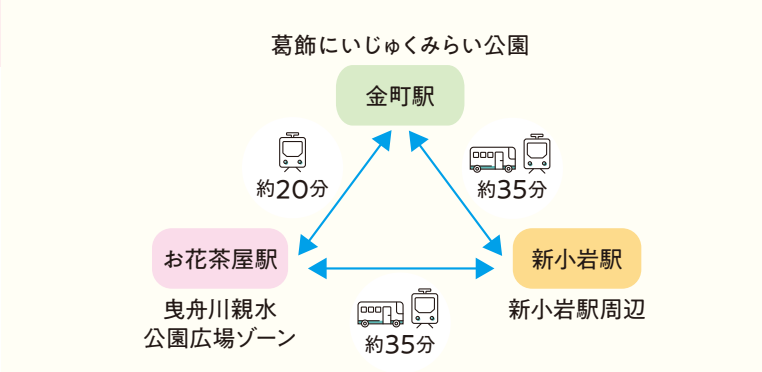 葛飾にいじゅくみらい公園
金町駅
約20分
約35分
お花茶屋駅
新小岩駅
曳舟川親水
公園広場ゾーン
新小岩駅周辺
約35分